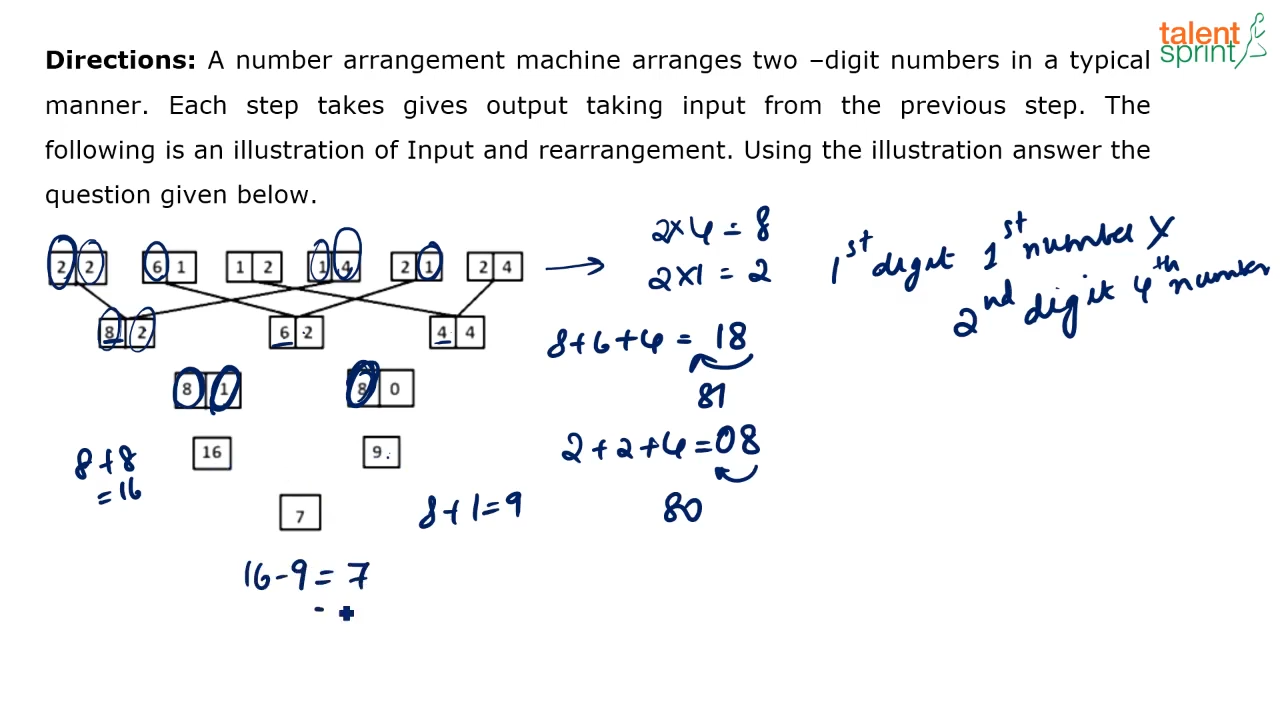 talent
sprint
Directions: A number arrangement machine arranges two –digit numbers in a typical
manner. Each step takes gives output taking input from the previous step. The
following is an illustration of Input and rearrangement. Using the illustration answer the
question given below.
2 2 6 1 1 2 1 4 2 1 2 4
2x4 = 8
2x1 = 2
1st digit 1st number x
2nd digit 4th number
8 2 6 2 4 4
8+6+4 = 18
81
8 1 8 0
2+2+4=08
80
16 9
8+8
=16
7
8+1=9
16-9=7